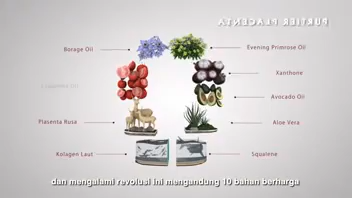 PURTIER PLACENTA
Borage Oil
Evening Primrose Oil
Xanthone
Avocado Oil
Plasenta Rusa
Aloe Vera
Kolagen Laut
Squalene
dan mengalami revolusi ini mengandung 10 bahan berharga